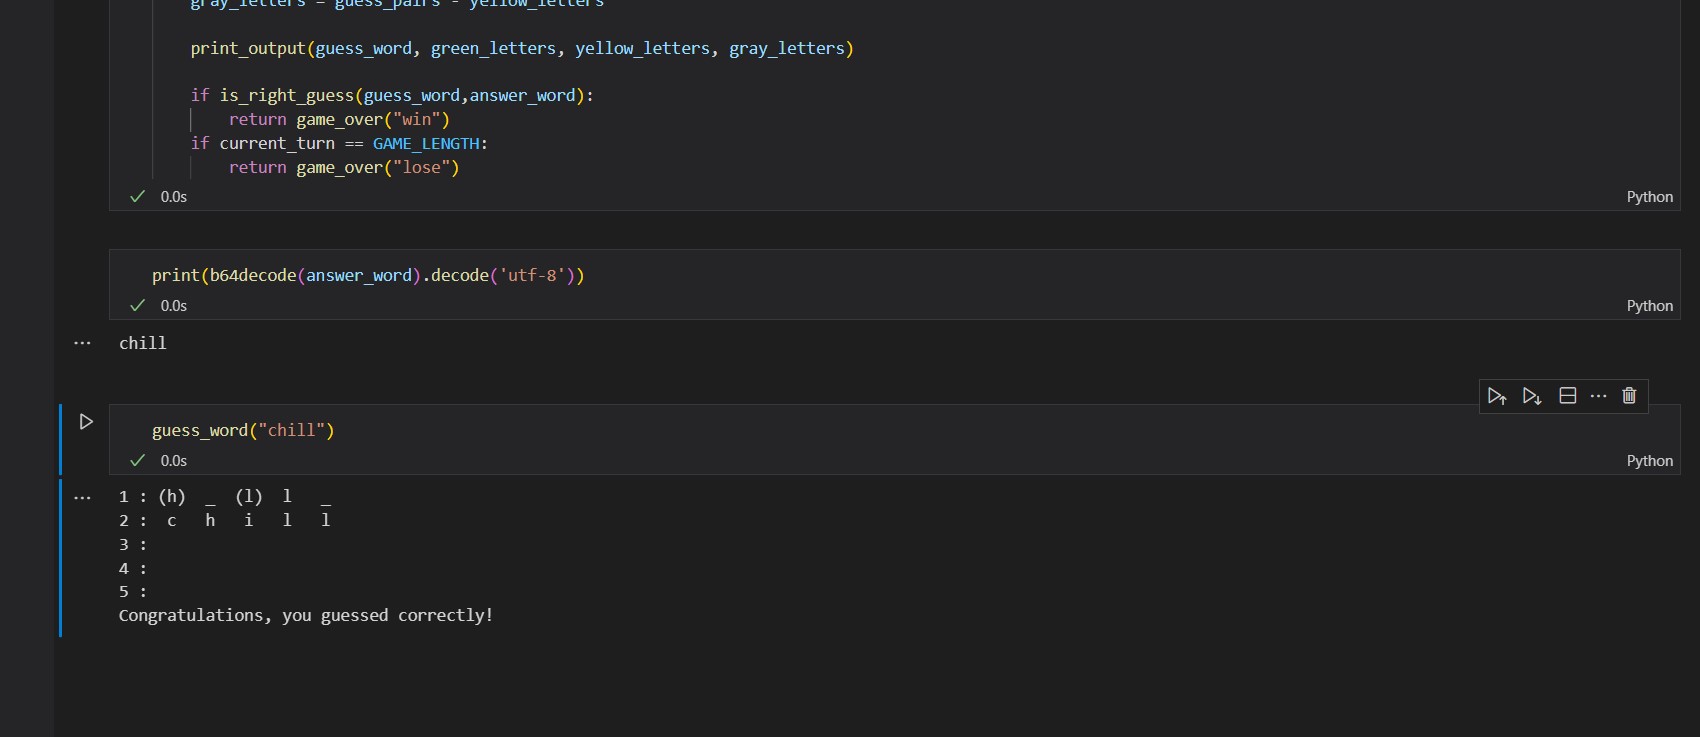 gray_letters = guess_pairs - yellow_letters
print_output(guess_word, green_letters, yellow_letters, gray_letters)
if is_right_guess(guess_word,answer_word):
return game_over("win")
if current_turn == GAME_LENGTH:
return game_over("lose")
0.0s
Python
print(b64decode(answer_word).decode('utf-8'))
0.0s
Python
chill
guess_word("chill")
0.0s
Python
1 : (h) _ (l) l _
2 : c h i l l
3 :
4 :
5 :
Congratulations, you guessed correctly!